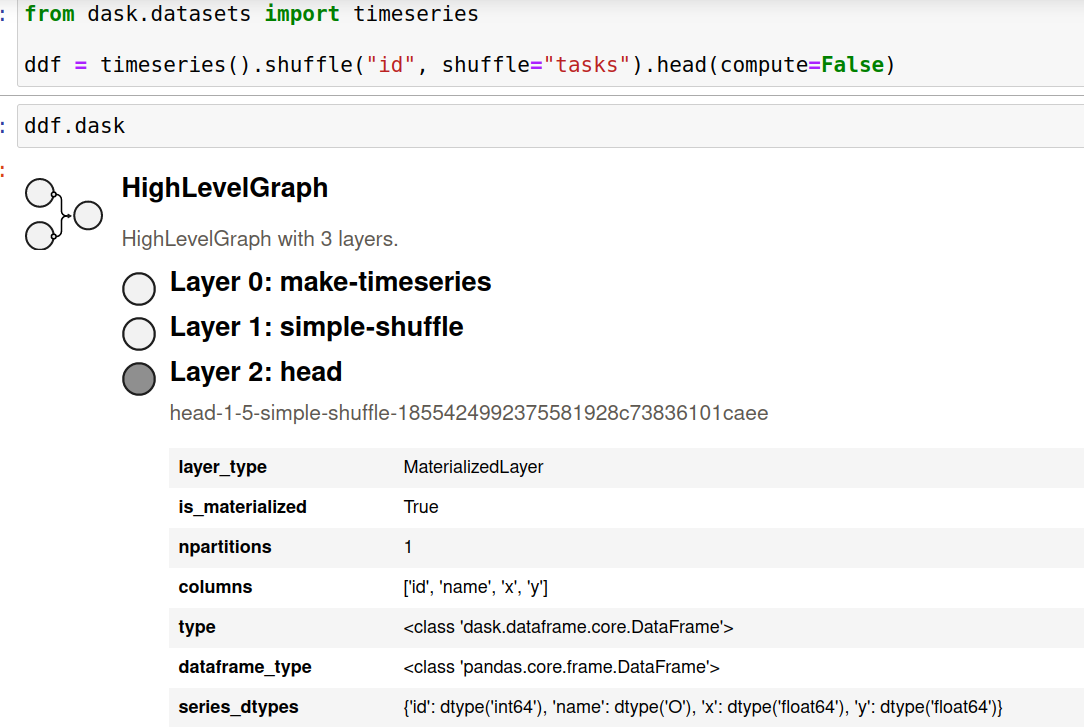 from dask.datasets import timeseries
ddf = timeseries().shuffle("id", shuffle="tasks").head(compute=False)
ddf.dask
HighLevelGraph
HighLevelGraph with 3 layers.
Layer 0: make-timeseries
Layer 1: simple-shuffle
Layer 2: head
head-1-5-simple-shuffle-1855424992375581928c73836101caee
layer_type MaterializedLayer
is_materialized True
npartitions 1
columns ['id', 'name', 'x', 'y']
type <class 'dask.dataframe.core.DataFrame'>
dataframe_type <class 'pandas.core.frame.DataFrame'>
series_dtypes {'id': dtype('int64'), 'name': dtype('O'), 'x': dtype('float64'), 'y': dtype('float64')}